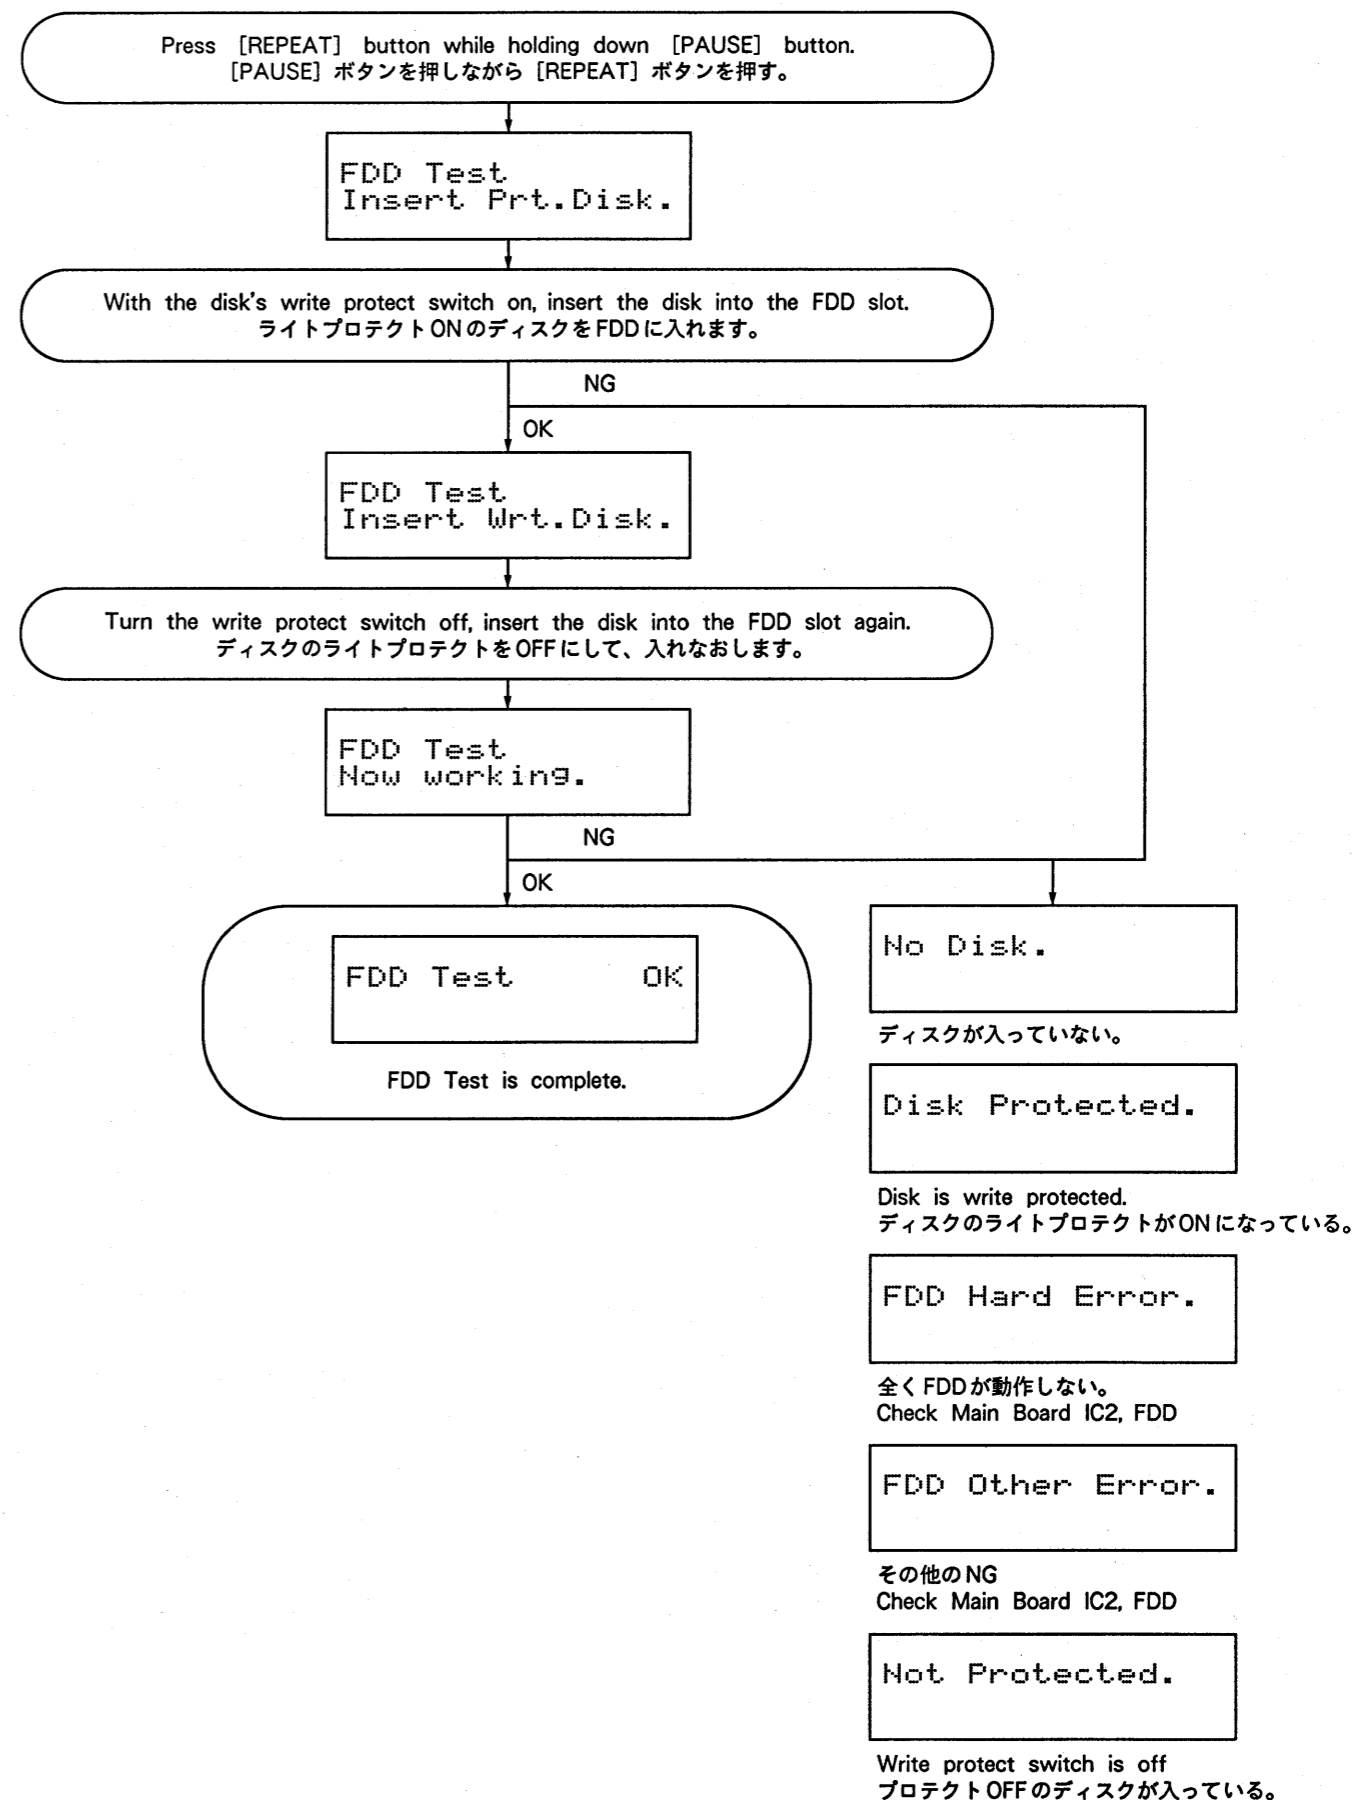 Press [REPEAT] button while holding down [PAUSE] button.
[PAUSE] ボタンを押しながら [REPEAT] ボタンを押す。
FDD Test
Insert Prt.Disk.
With the disk's write protect switch on, insert the disk into the FDD slot.
ライトプロテクトONのディスクをFDDに入れます。
NG
OK
FDD Test
Insert Wrt.Disk.
Turn the write protect switch off, insert the disk into the FDD slot again.
ディスクのライトプロテクトをOFFにして、入れなおします。
FDD Test
Now working.
NG
OK
FDD Test OK
FDD Test is complete.
No Disk.
ディスクが入っていない。
Disk Protected.
Disk is write protected.
ディスクのライトプロテクトがONになっている。
FDD Hard Error.
全くFDDが動作しない。
Check Main Board IC2, FDD
FDD Other Error.
その他のNG
Check Main Board IC2, FDD
Not Protected.
Write protect switch is off
プロテクトOFFのディスクが入っている。